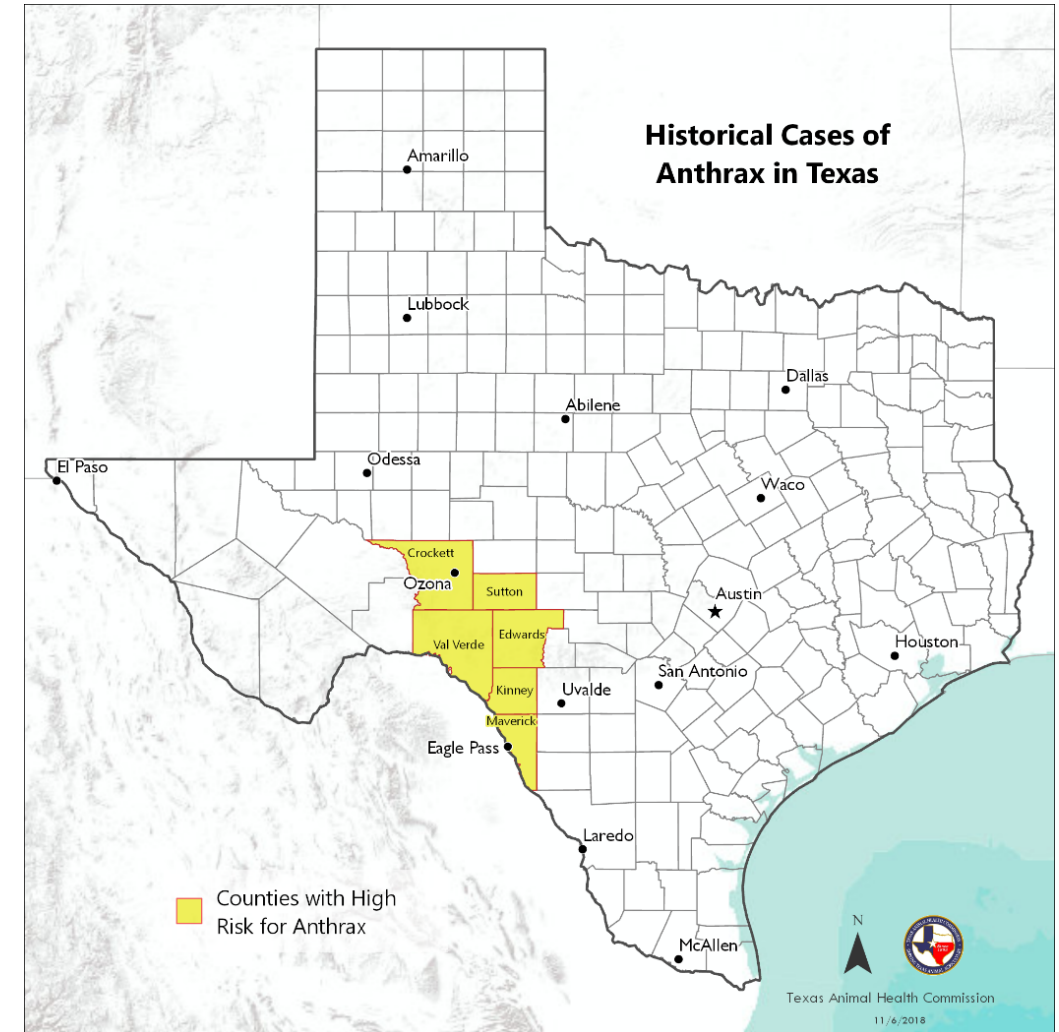 Historical Cases of
Anthrax in Texas
Amarillo
Lubbock
Dallas
Abilene
Odessa
El Paso
Waco
Crockett
Ozona
Sutton
Austin
Edwards
Val Verde
Houston
San Antonio
Kinney
Uvalde
Maverick
Eagle Pass
Laredo
Counties with High
Risk for Anthrax
McAllen
N
Texas Animal Health Commission
11/6/2018